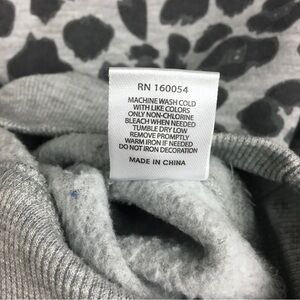 RN 160054
MACHINE WASH COLD
WITH LIKE COLORS
ONLY NON-CHLORINE
BLEACH WHEN NEEDED
TUMBLE DRY LOW
REMOVE PROMPTLY
WARM IRON IF NEEDED
DO NOT IRON DECORATION
MADE IN CHINA